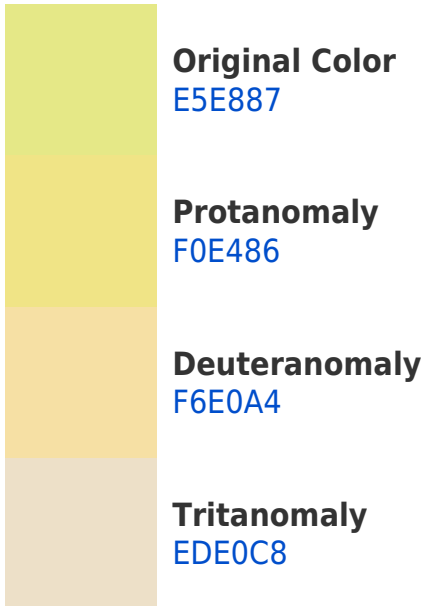 Original Color
E5E887
Protanomaly
F0E486
Deuteranomaly
F6E0A4
Tritanomaly
EDE0C8